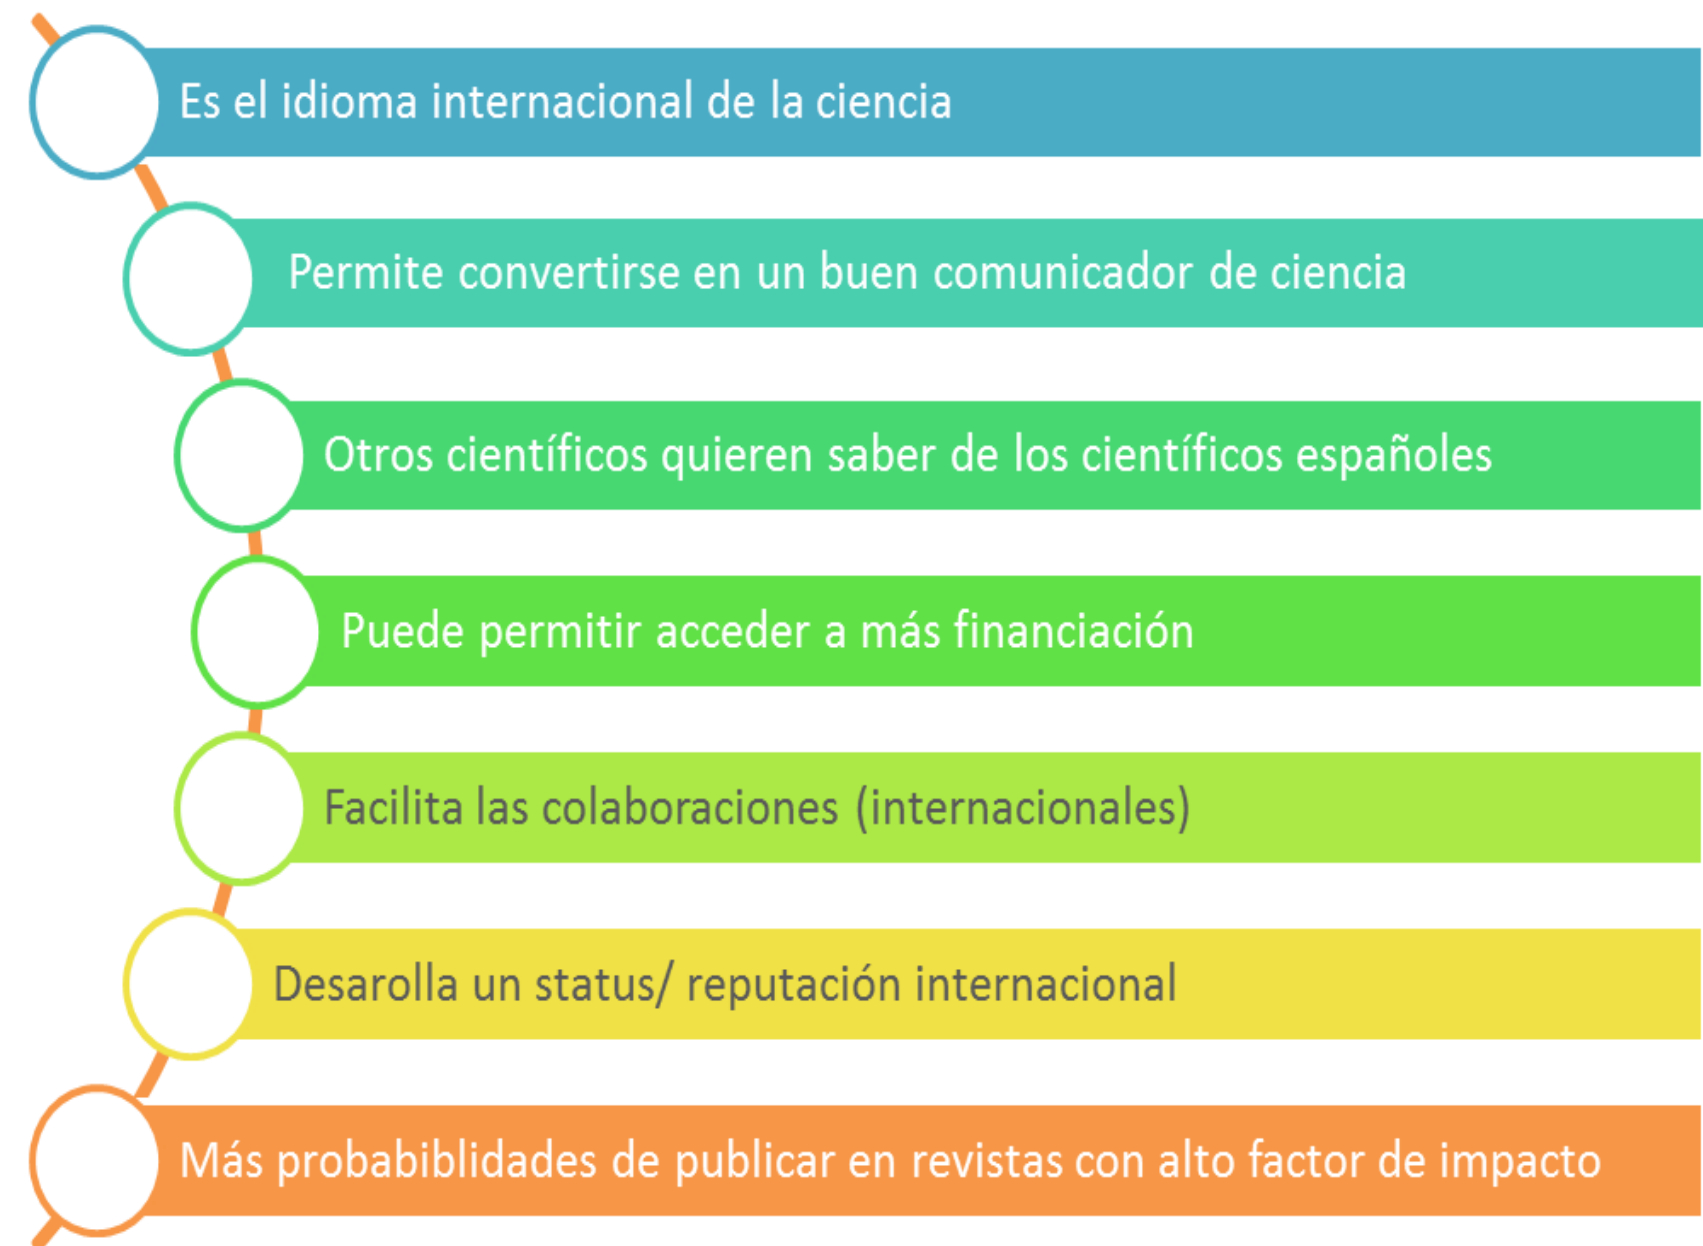 Es el idioma internacional de la ciencia
Permite convertirse en un buen comunicador de ciencia
Otros científicos quieren saber de los científicos españoles
Puede permitir acceder a más financiación
Facilita las colaboraciones (internacionales)
Desarolla un status/ reputación internacional
Más probabiblidades de publicar en revistas con alto factor de impacto